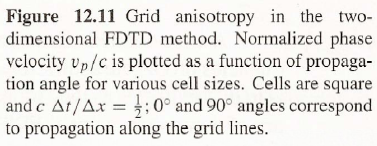 Figure 12.11 Grid anisotropy in the two-
dimensional FDTD method. Normalized phase
velocity vp/c is plotted as a function of propaga-
tion angle for various cell sizes. Cells are square
and c Δt/Δx = ½; 0° and 90° angles correspond
to propagation along the grid lines.